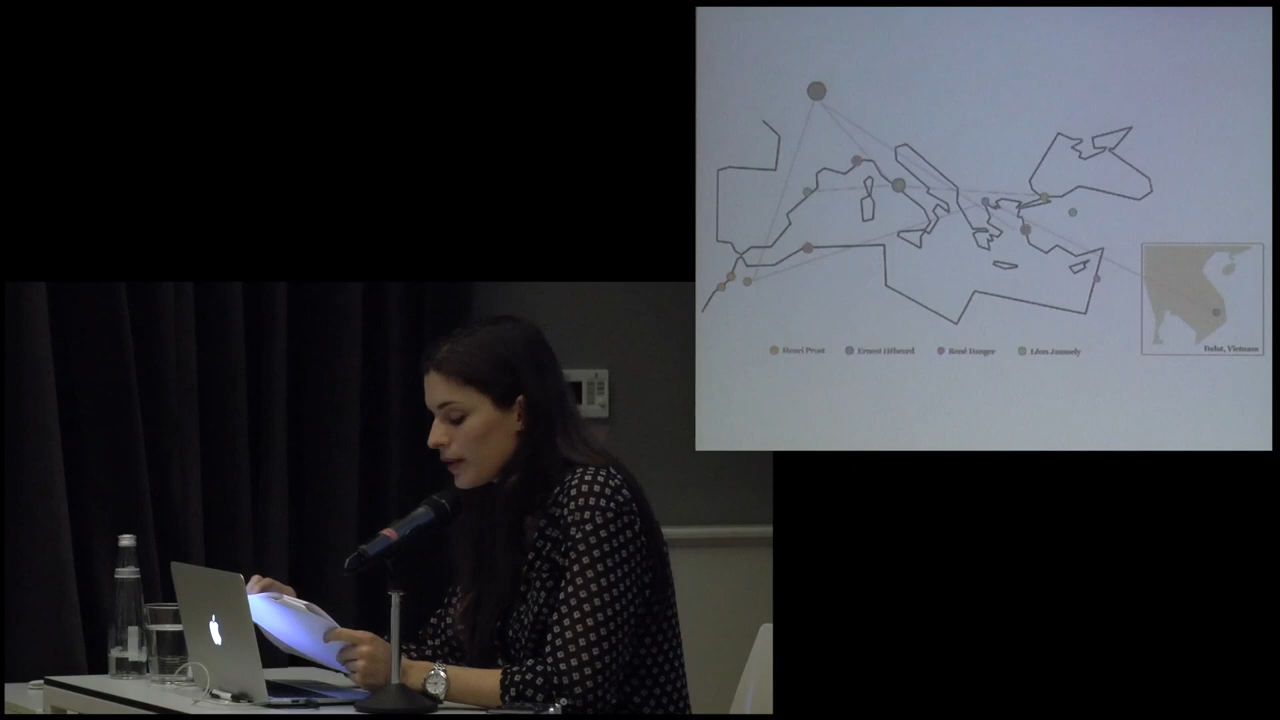 Henri Prost
Ernest Hébrard
René Danger
Léon Jaussely
Dalat, Vietnam